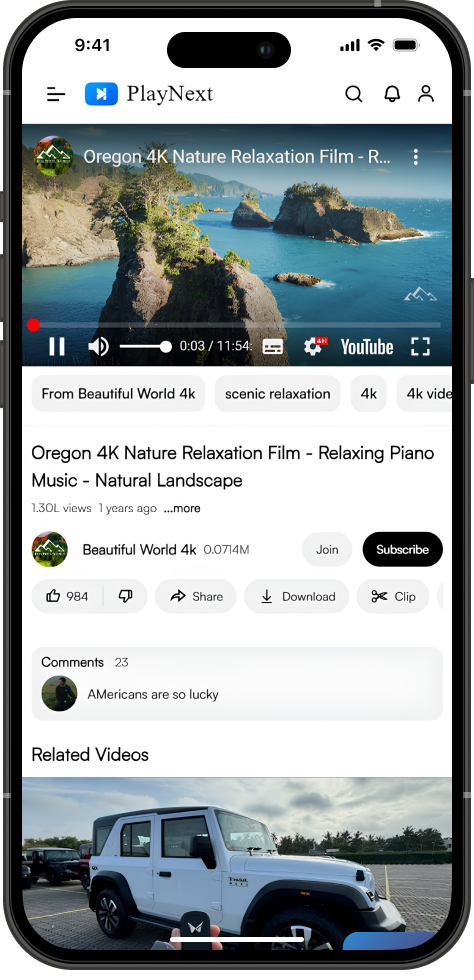 9:41
PlayNext
Oregon 4K Nature Relaxation Film - R...
0:03 / 11:54:
4K
YouTube
From Beautiful World 4k
scenic relaxation
4k
4k vide
Oregon 4K Nature Relaxation Film - Relaxing Piano
Music - Natural Landscape
1.30L views 1 years ago ...more
Beautiful World 4k 0.0714M
Join
Subscribe
984
Share
Download
Clip
Comments 23
AMericans are so lucky
Related Videos